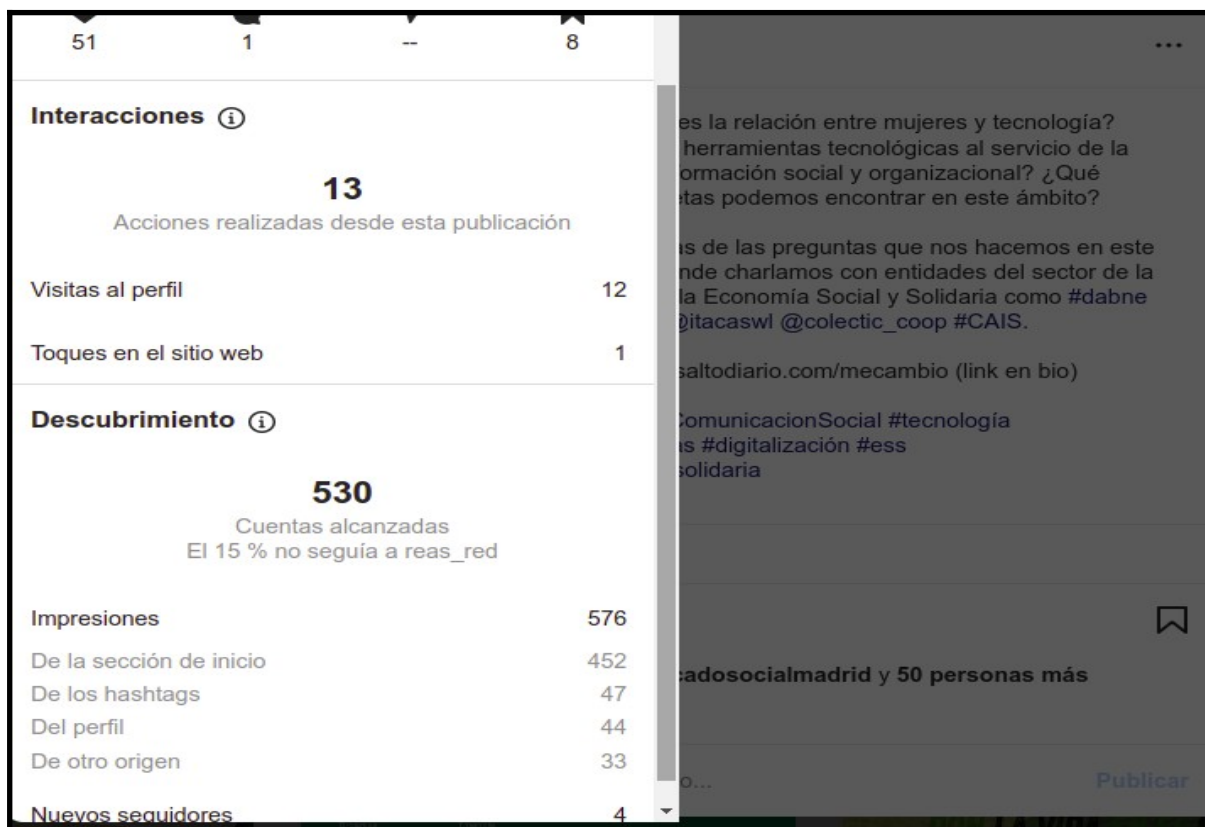 51 1 -- 8
Interacciones
13
Acciones realizadas desde esta publicación
Visitas al perfil 12
Toques en el sitio web 1
Descubrimiento
530
Cuentas alcanzadas
El 15 % no seguía a reas_red
Impresiones 576
De la sección de inicio 452
De los hashtags 47
Del perfil 44
De otro origen 33
Nuevos seguidores 4
es la relación entre mujeres y tecnología?
herramientas tecnológicas al servicio de la
ormación social y organizacional? ¿Qué
etas podemos encontrar en este ámbito?
as de las preguntas que nos hacemos en este
nde charlamos con entidades del sector de la
la Economía Social y Solidaria como #dabne
@itacaswl @colectic_coop #CAIS.
saltodiario.com/mecambio (link en bio)
ComunicacionSocial #tecnología
as #digitalización #ess
solidaria
cadosocialmadrid y 50 personas más
o...
Publicar